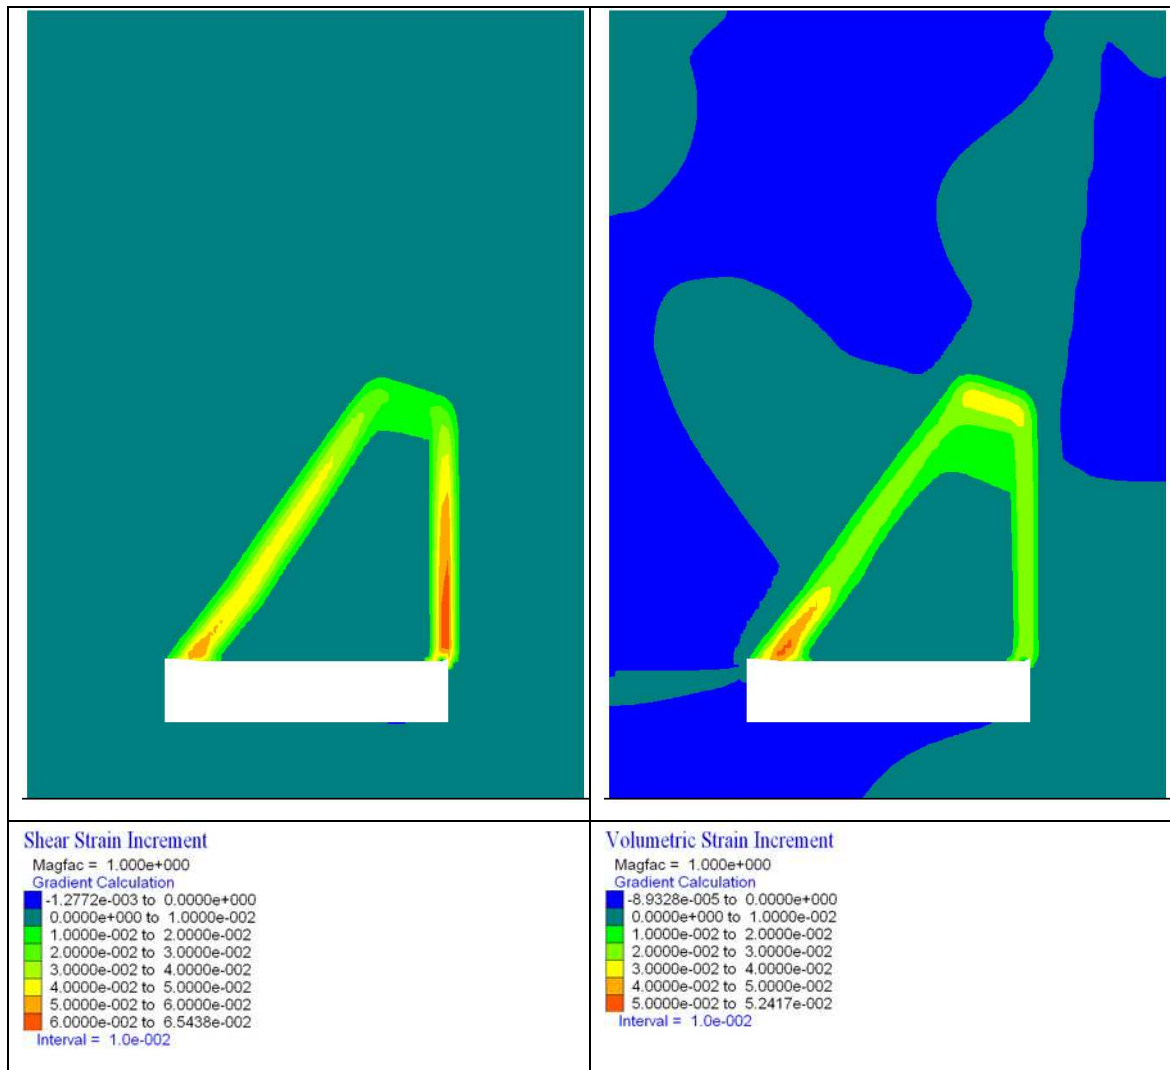 Shear Strain Increment
Magfac = 1.000e+000
Gradient Calculation
-1.2772e-003 to 0.0000e+000
0.0000e+000 to 1.0000e-002
1.0000e-002 to 2.0000e-002
2.0000e-002 to 3.0000e-002
3.0000e-002 to 4.0000e-002
4.0000e-002 to 5.0000e-002
5.0000e-002 to 6.0000e-002
6.0000e-002 to 6.5438e-002
Interval = 1.0e-002
Volumetric Strain Increment
Magfac = 1.000e+000
Gradient Calculation
-8.9328e-005 to 0.0000e+000
0.0000e+000 to 1.0000e-002
1.0000e-002 to 2.0000e-002
2.0000e-002 to 3.0000e-002
3.0000e-002 to 4.0000e-002
4.0000e-002 to 5.0000e-002
5.0000e-002 to 5.2417e-002
Interval = 1.0e-002